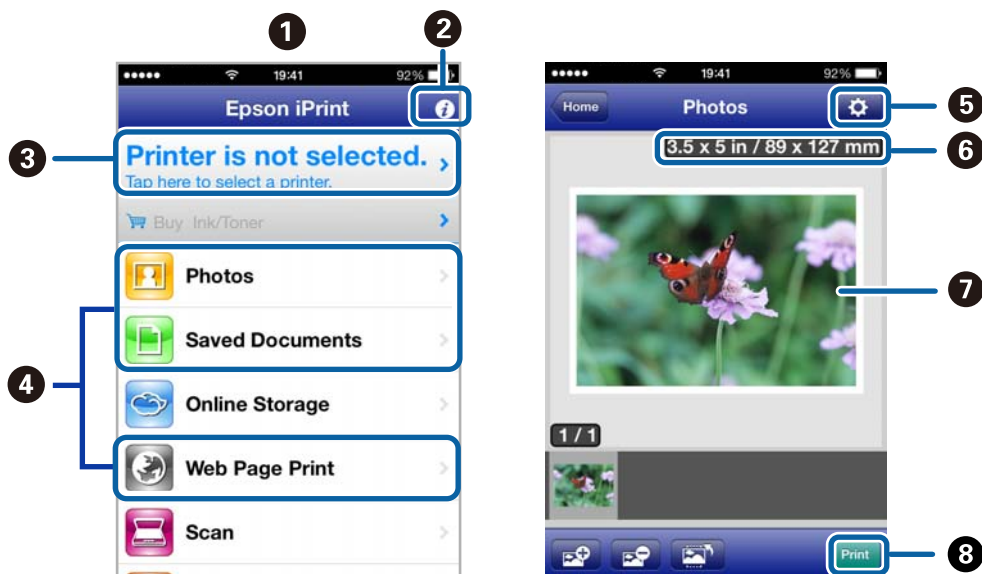 1
2
19:41
92%
Epson iPrint
3
Printer is not selected.
Tap here to select a printer.
Buy Ink/Toner
Photos
Saved Documents
4
Online Storage
Web Page Print
Scan
19:41
92%
Home
Photos
5
3.5 x 5 in / 89 x 127 mm
6
7
1 / 1
Print
8